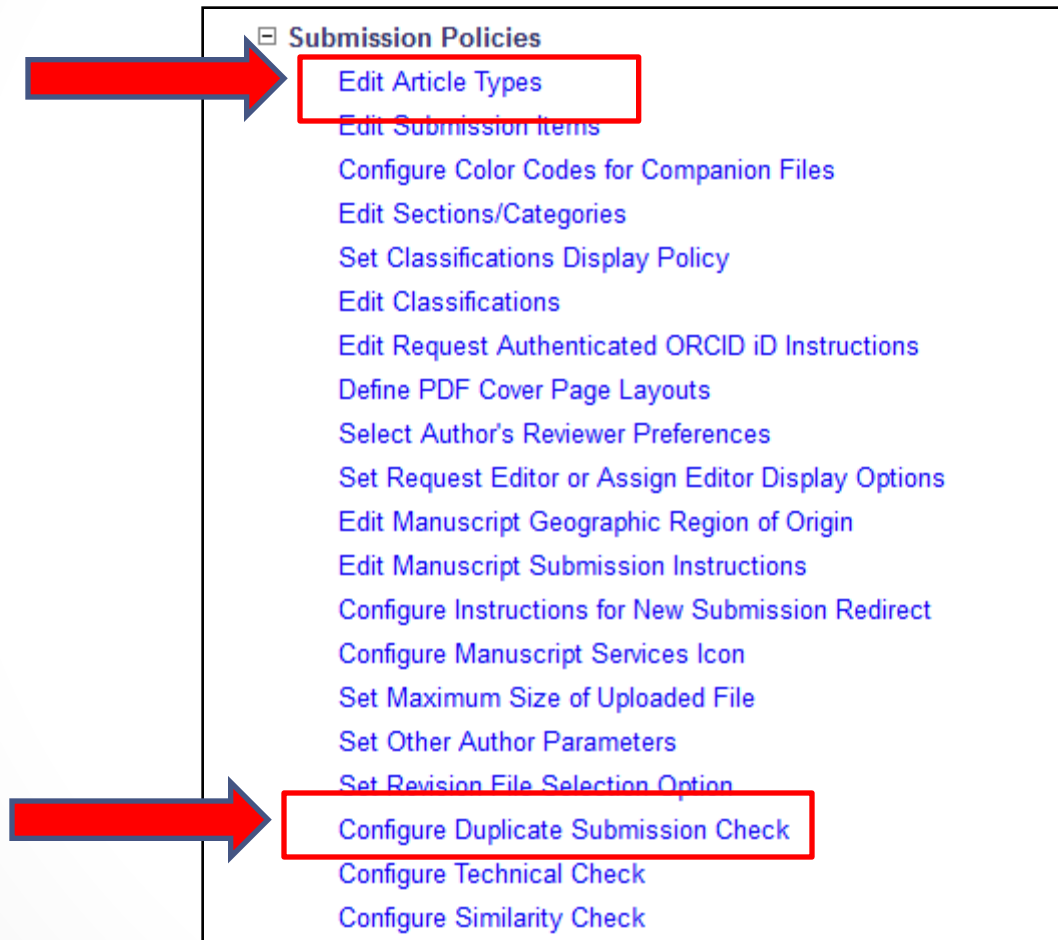 Submission Policies
Edit Article Types
Edit Submission Items
Configure Color Codes for Companion Files
Edit Sections/Categories
Set Classifications Display Policy
Edit Classifications
Edit Request Authenticated ORCID iD Instructions
Define PDF Cover Page Layouts
Select Author's Reviewer Preferences
Set Request Editor or Assign Editor Display Options
Edit Manuscript Geographic Region of Origin
Edit Manuscript Submission Instructions
Configure Instructions for New Submission Redirect
Configure Manuscript Services Icon
Set Maximum Size of Uploaded File
Set Other Author Parameters
Set Revision File Selection Option
Configure Duplicate Submission Check
Configure Technical Check
Configure Similarity Check